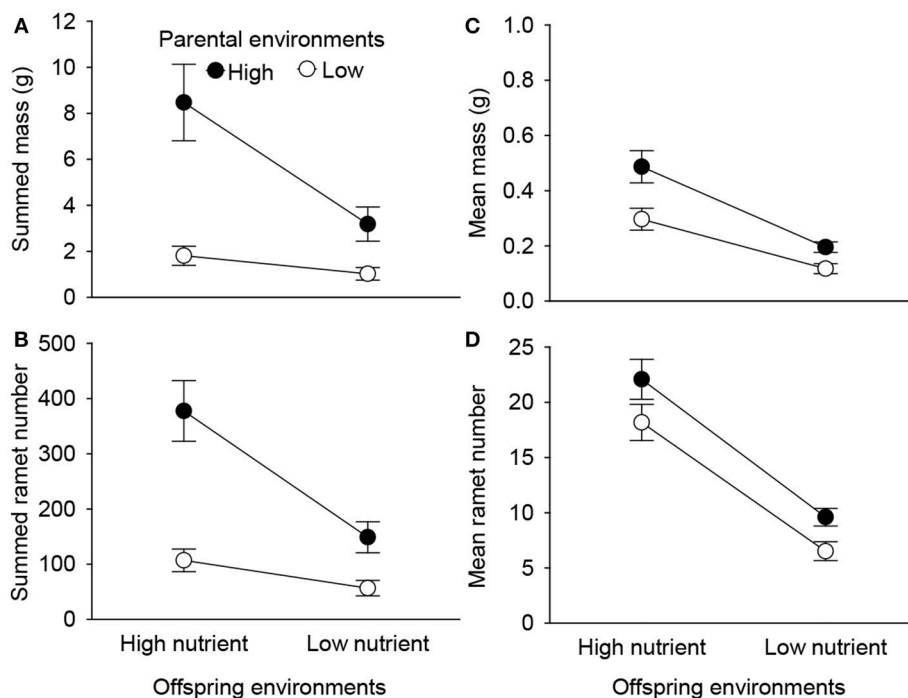 A
Summed mass (g)
12
10
8
6
4
2
0
Parental environments
High Low
C
Mean mass (g)
1.0
0.8
0.6
0.4
0.2
0.0
B
Summed ramet number
500
400
300
200
100
0
High nutrient Low nutrient
Offspring environments
D
Mean ramet number
25
20
15
10
5
0
High nutrient Low nutrient
Offspring environments